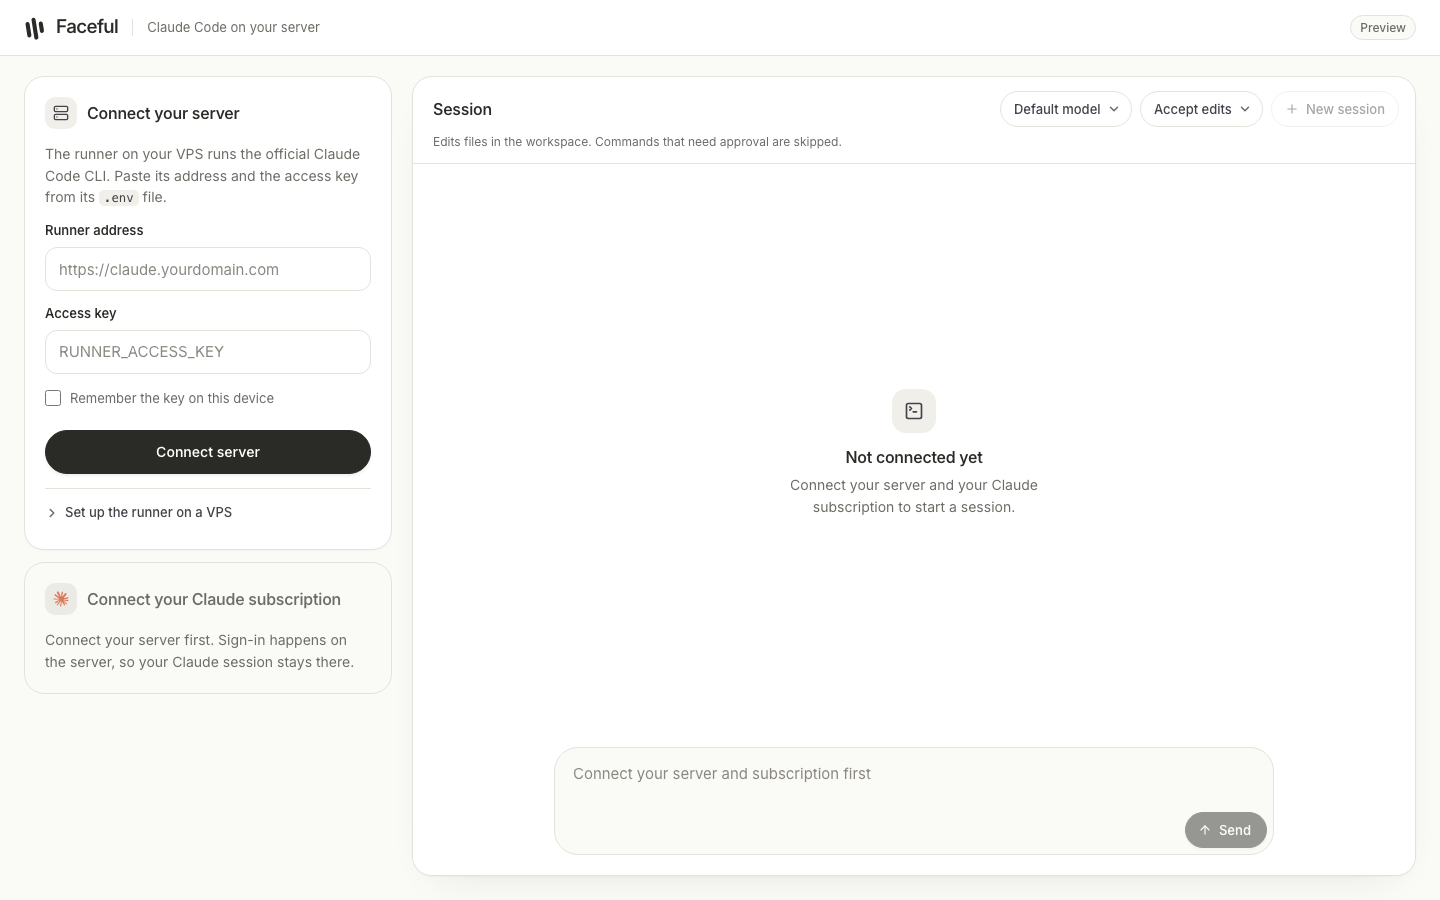 Faceful
Claude Code on your server
Preview
Connect your server
The runner on your VPS runs the official Claude
Code CLI. Paste its address and the access key
from its .env file.
Runner address
https://claude.yourdomain.com
Access key
RUNNER_ACCESS_KEY
Remember the key on this device
Connect server
Set up the runner on a VPS
Connect your Claude subscription
Connect your server first. Sign-in happens on
the server, so your Claude session stays there.
Session
Default model
Accept edits
New session
Edits files in the workspace. Commands that need approval are skipped.
Not connected yet
Connect your server and your Claude
subscription to start a session.
Connect your server and subscription first
Send